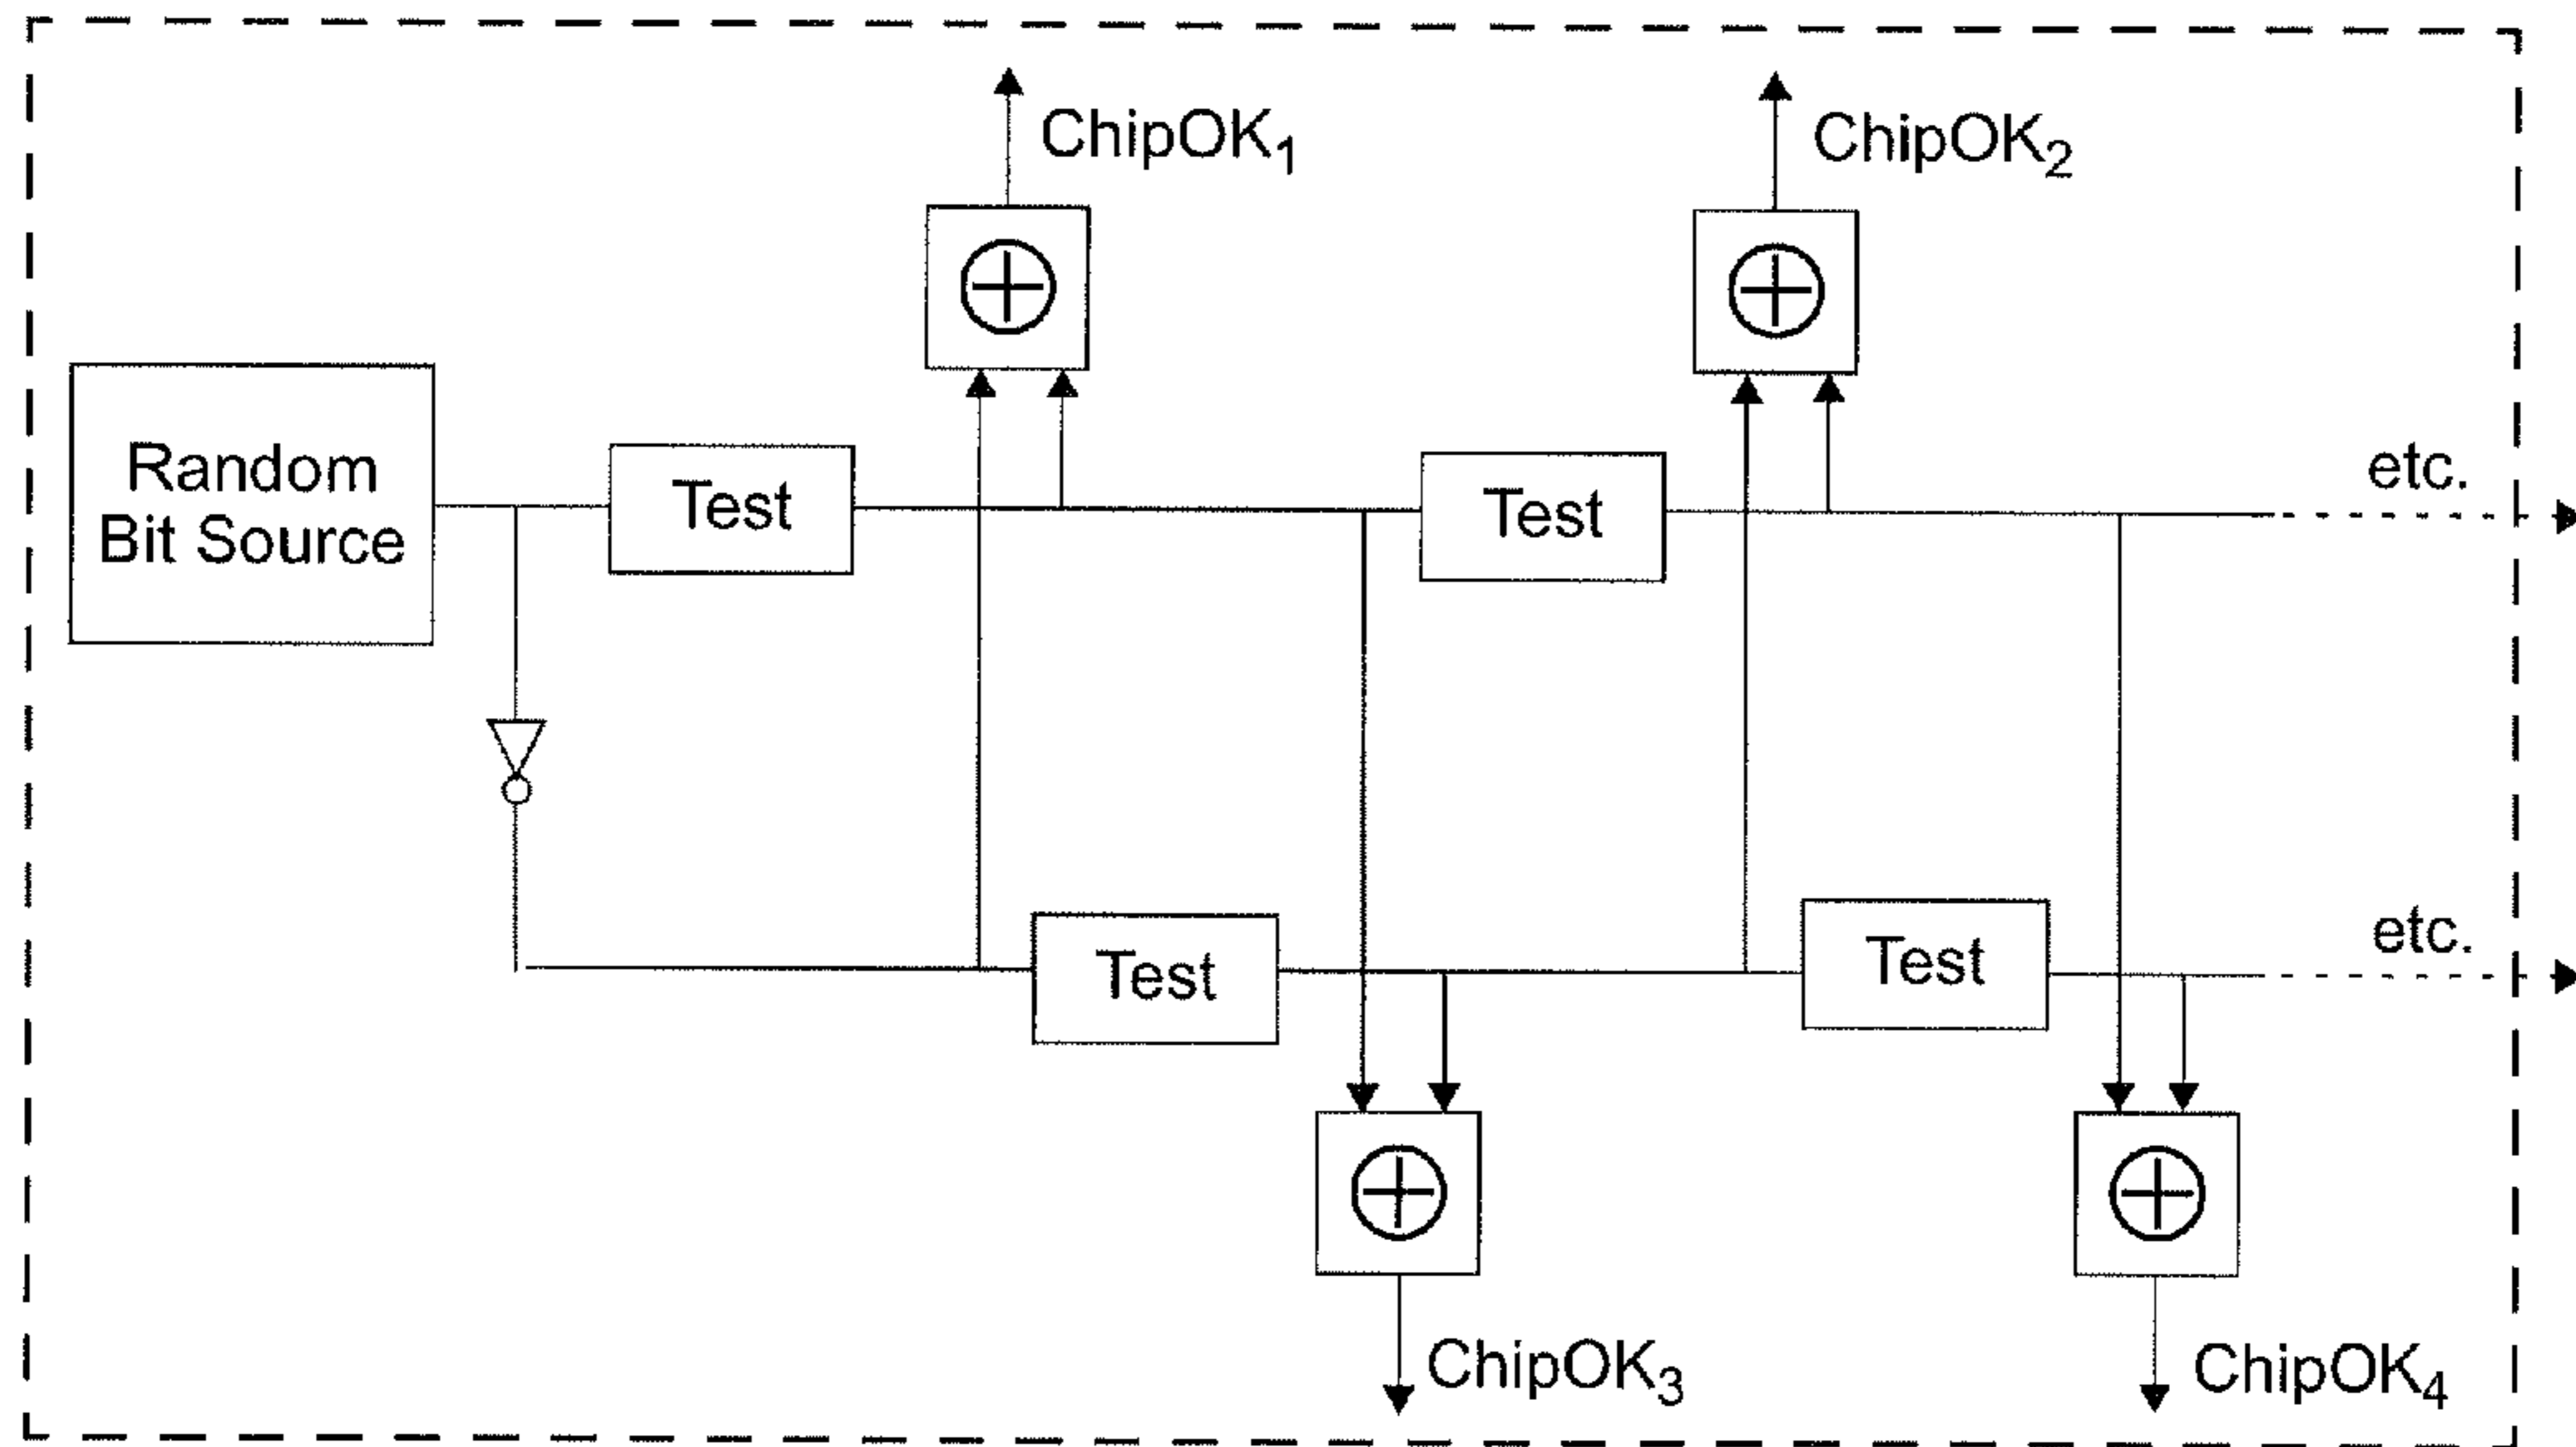 ChipOK₁
ChipOK₂
Random
Bit Source
Test
Test
etc.
Test
Test
etc.
ChipOK₃
ChipOK₄